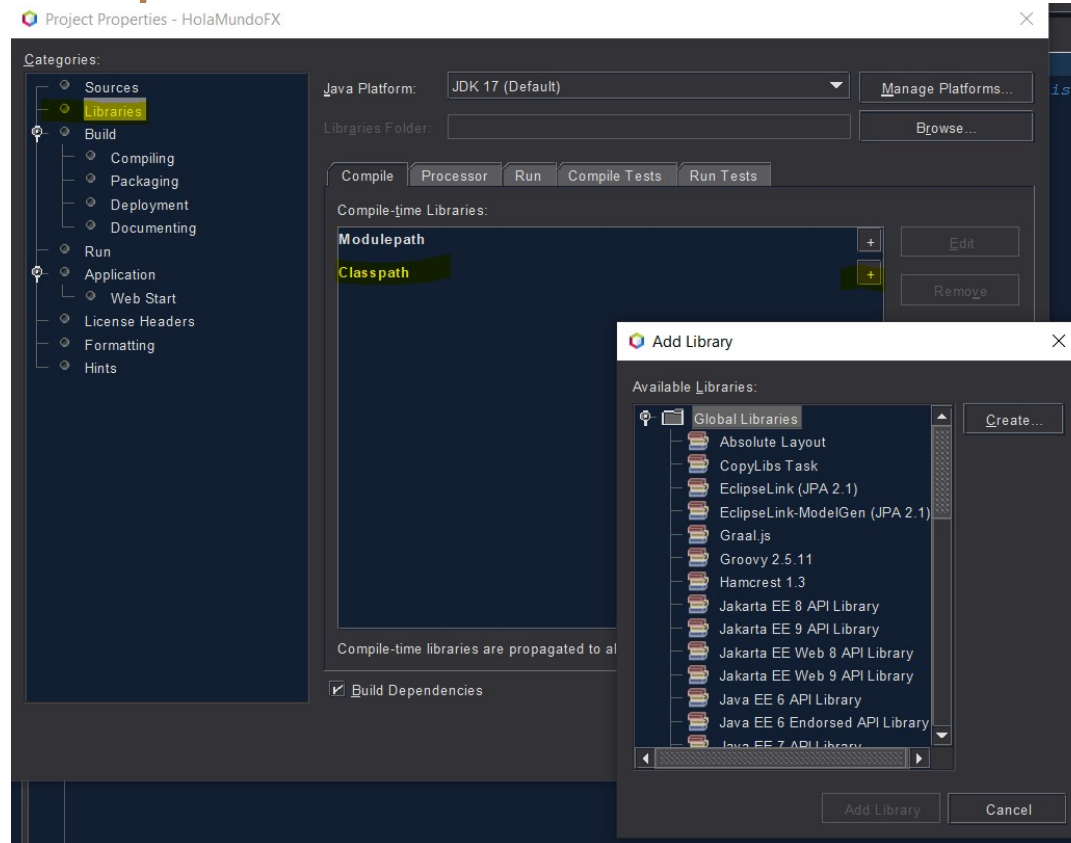 Project Properties - HolaMundoFX
Categories:
Sources
Libraries
Build
Compiling
Packaging
Deployment
Documenting
Run
Application
Web Start
License Headers
Formatting
Hints
Java Platform: JDK 17 (Default) Manage Platforms...
Libraries Folder: Browse...
Compile Processor Run Compile Tests Run Tests
Compile-time Libraries:
Modulepath + Edit
Classpath + Remove
Compile-time libraries are propagated to al
Build Dependencies
is
Add Library
Available Libraries:
Global Libraries Create...
Absolute Layout
CopyLibs Task
EclipseLink (JPA 2.1)
EclipseLink-ModelGen (JPA 2.1)
Graal.js
Groovy 2.5.11
Hamcrest 1.3
Jakarta EE 8 API Library
Jakarta EE 9 API Library
Jakarta EE Web 8 API Library
Jakarta EE Web 9 API Library
Java EE 6 API Library
Java EE 6 Endorsed API Library
Java EE 7 API Library
Add Library Cancel